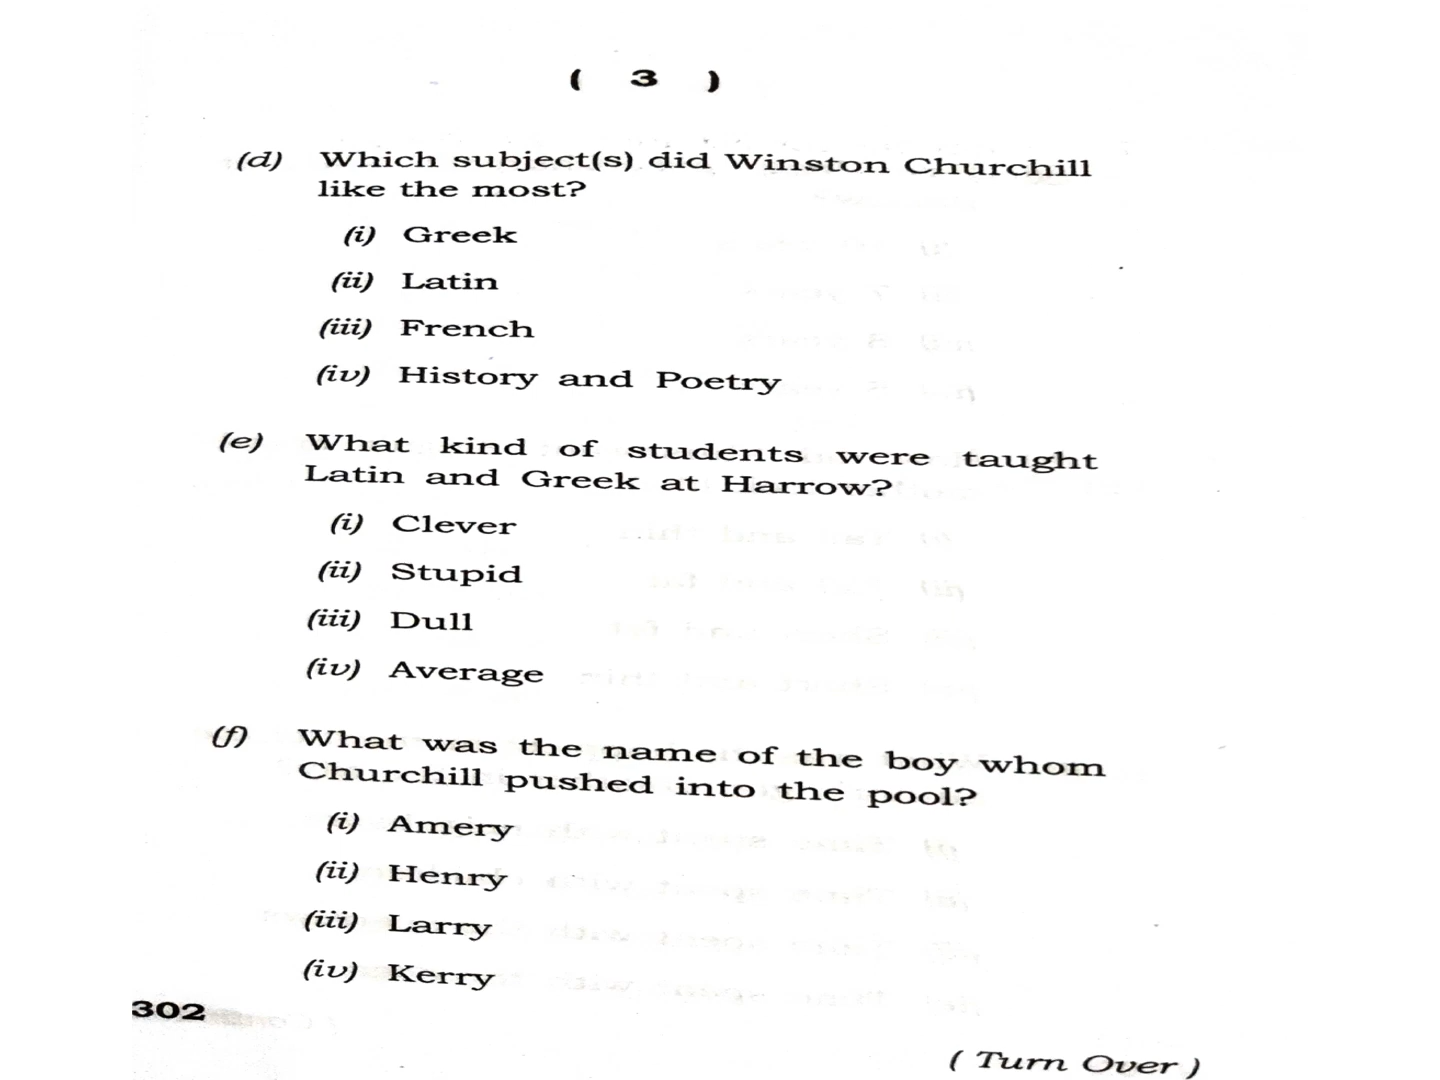 ( 3 )
(d) Which subject(s) did Winston Churchill
like the most?
(i) Greek
(ii) Latin
(iii) French
(iv) History and Poetry
(e) What kind of students were taught
Latin and Greek at Harrow?
(i) Clever
(ii) Stupid
(iii) Dull
(iv) Average
(f) What was the name of the boy whom
Churchill pushed into the pool?
(i) Amery
(ii) Henry
(iii) Larry
(iv) Kerry
302
( Turn Over )